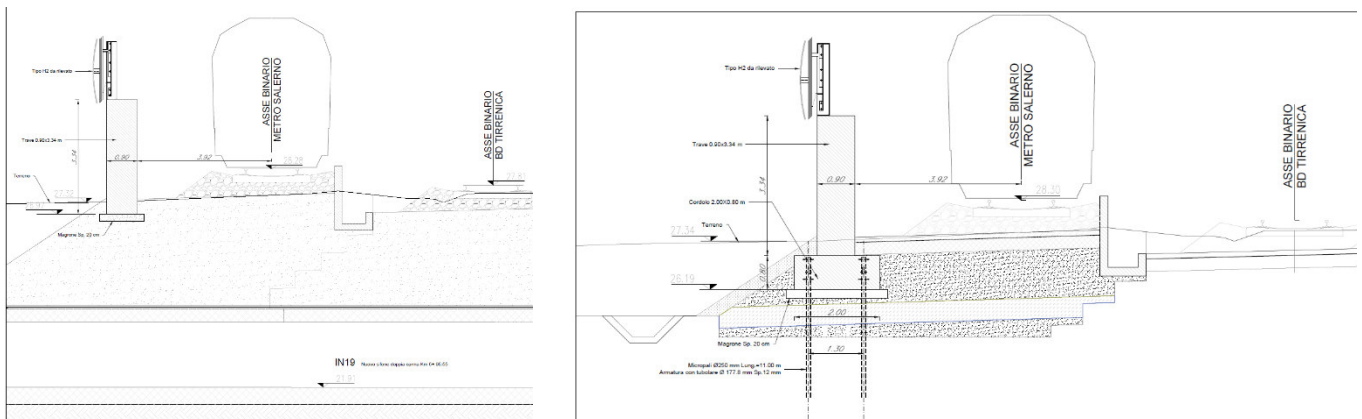 Tipo H2 da rilevato
ASSE BINARIO
METRO SALERNO
ASSE BINARIO
BD TIRRENICA
Trave 0.90x3.34 m
3.34
0.90
3.92
28.38
Terreno
Magrone Sp. 20 cm
IN19
21.91
Tipo H2 da rilevato
ASSE BINARIO
METRO SALERNO
ASSE BINARIO
BD TIRRENICA
Trave 0.90x3.34 m
3.34
0.90
3.92
Cordolo 2.00X0.80 m
28.30
Terreno
27.34
0.80
26.19
2.00
Magrone Sp. 20 cm
1.30
Micropali Ø250 mm Lung.=11.00 m
Armatura con tubolare Ø 177.8 mm Sp.12 mm